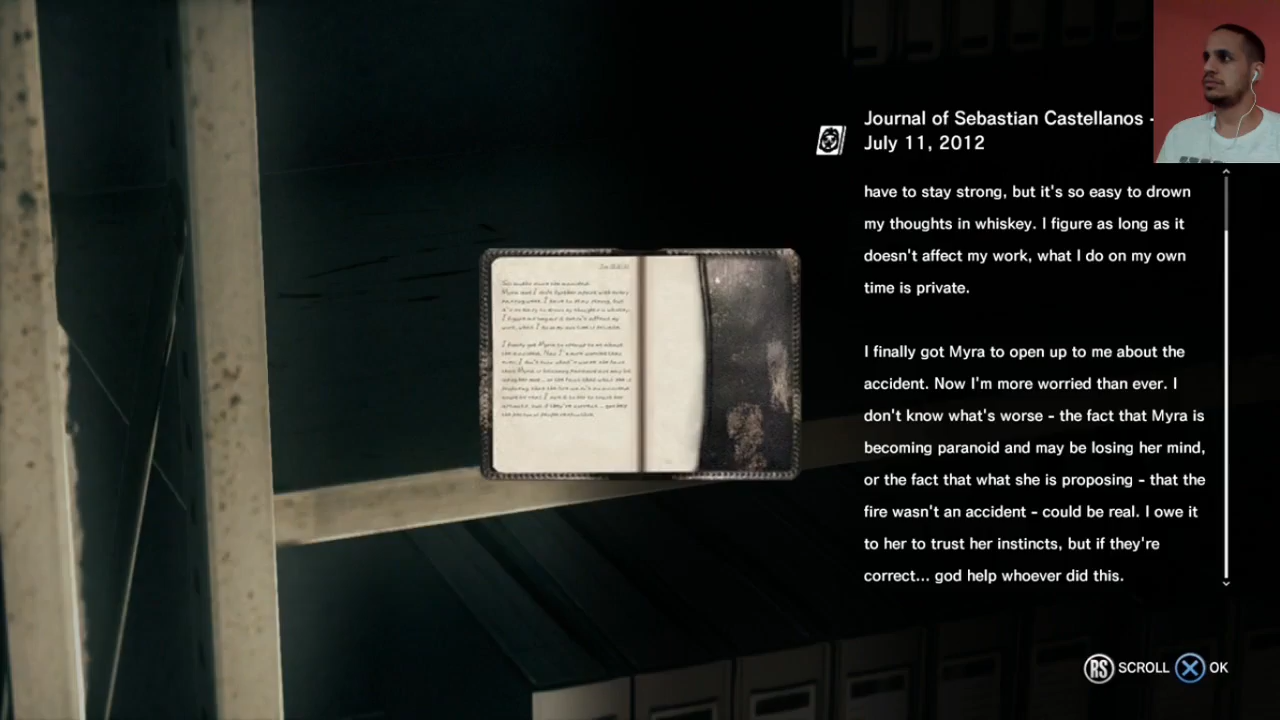 Journal of Sebastian Castellanos -
July 11, 2012
have to stay strong, but it's so easy to drown
my thoughts in whiskey. I figure as long as it
doesn't affect my work, what I do on my own
time is private.
I finally got Myra to open up to me about the
accident. Now I'm more worried than ever. I
don't know what's worse - the fact that Myra is
becoming paranoid and may be losing her mind,
or the fact that what she is proposing - that the
fire wasn't an accident - could be real. I owe it
to her to trust her instincts, but if they're
correct... god help whoever did this.
RS SCROLL OK